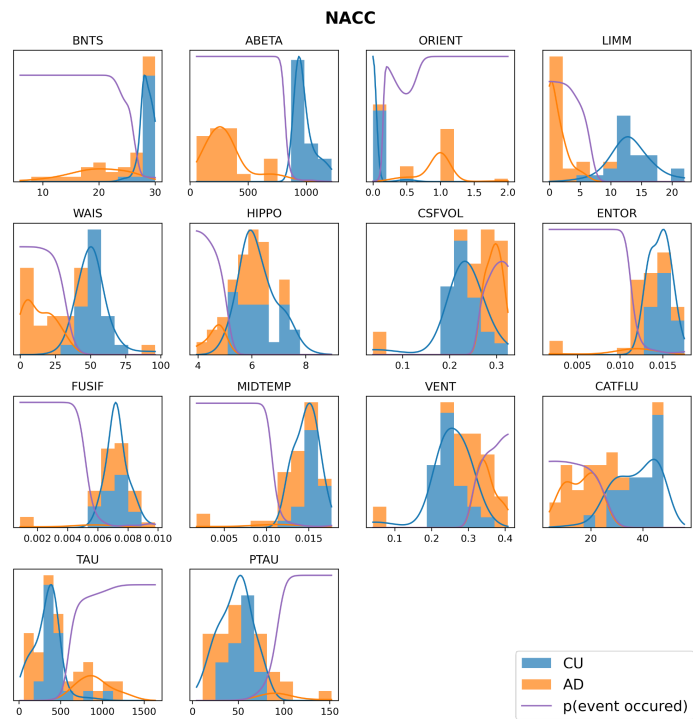 NACC
BNTS ABETA ORIENT LIMM
10 20 30 0 500 1000 0.0 0.5 1.0 1.5 2.0 0 5 10 15 20
WAIS HIPPO CSFVOL ENTOR
0 25 50 75 100 4 6 8 0.1 0.2 0.3 0.005 0.010 0.015
FUSIF MIDTEMP VENT CATFLU
0.002 0.004 0.006 0.008 0.010 0.005 0.010 0.015 0.1 0.2 0.3 0.4 20 40
TAU PTAU
0 500 1000 1500 0 50 100 150
CU
AD
p(event occured)